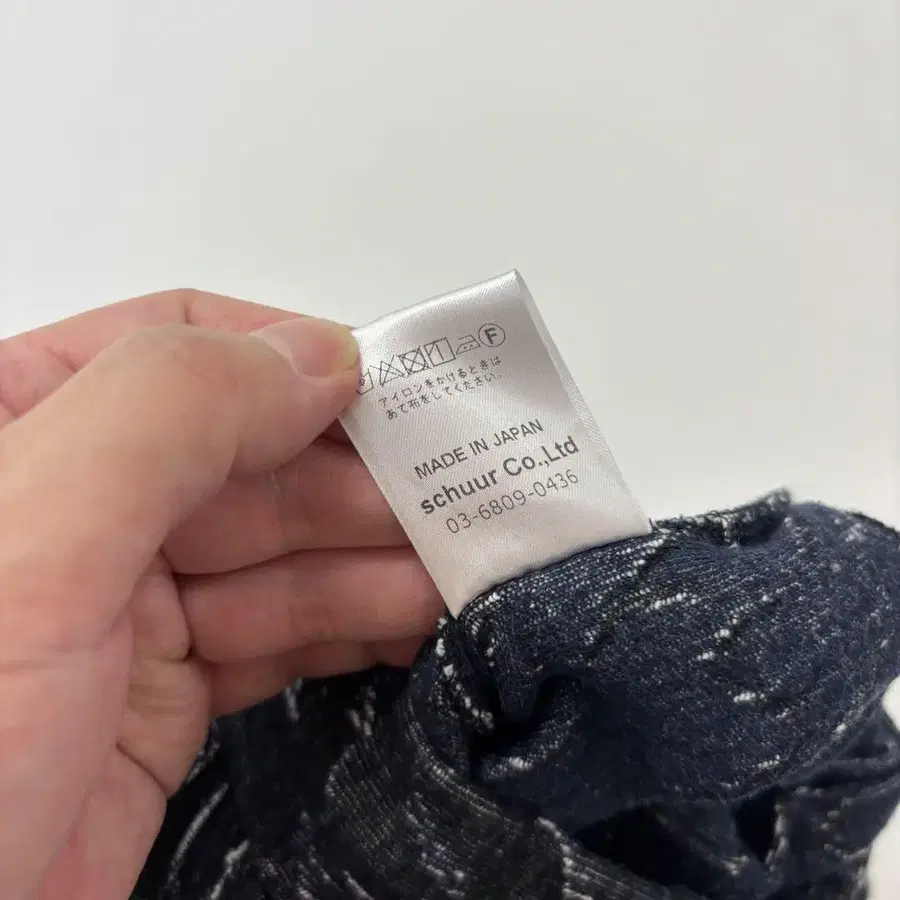 F
アイロンをかけるときは
あて布をしてください。
MADE IN JAPAN
schuur Co.,Ltd
03-6809-0436